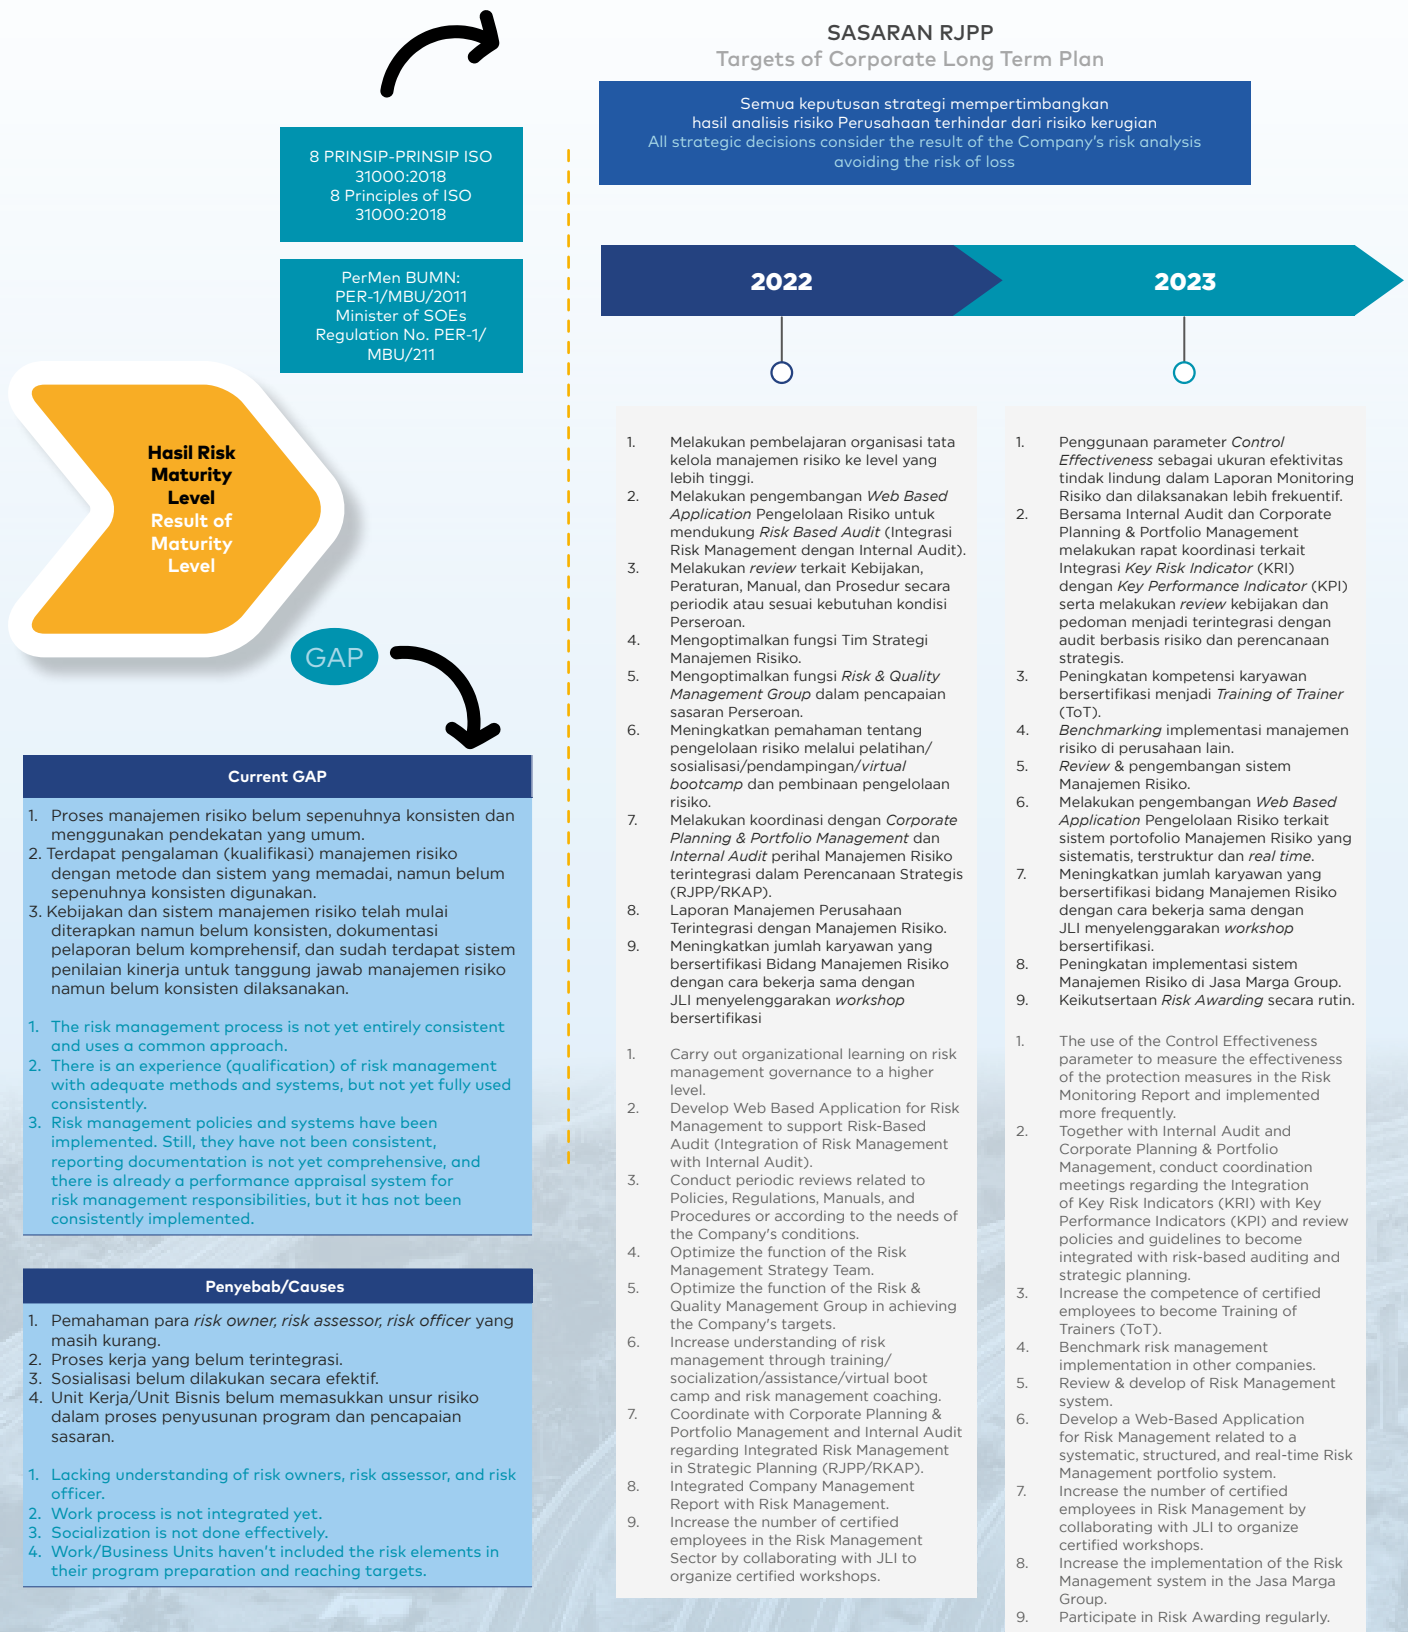 SASARAN RJPP
Targets of Corporate Long Term Plan
Semua keputusan strategi mempertimbangkan
hasil analisis risiko Perusahaan terhindar dari risiko kerugian
All strategic decisions consider the result of the Company's risk analysis
avoiding the risk of loss
8 PRINSIP-PRINSIP ISO
31000:2018
8 Principles of ISO
31000:2018
PerMen BUMN:
PER-1/MBU/2011
Minister of SOEs
Regulation No. PER-1/
MBU/211
Hasil Risk
Maturity
Level
Result of
Maturity
Level
GAP
Current GAP
1. Proses manajemen risiko belum sepenuhnya konsisten dan
menggunakan pendekatan yang umum.
2. Terdapat pengalaman (kualifikasi) manajemen risiko
dengan metode dan sistem yang memadai, namun belum
sepenuhnya konsisten digunakan.
3. Kebijakan dan sistem manajemen risiko telah mulai
diterapkan namun belum konsisten, dokumentasi
pelaporan belum komprehensif, dan sudah terdapat sistem
penilaian kinerja untuk tanggung jawab manajemen risiko
namun belum konsisten dilaksanakan.
1. The risk management process is not yet entirely consistent
and uses a common approach.
2. There is an experience (qualification) of risk management
with adequate methods and systems, but not yet fully used
consistently.
3. Risk management policies and systems have been
implemented. Still, they have not been consistent,
reporting documentation is not yet comprehensive, and
there is already a performance appraisal system for
risk management responsibilities, but it has not been
consistently implemented.
Penyebab/Causes
1. Pemahaman para risk owner, risk assessor, risk officer yang
masih kurang.
2. Proses kerja yang belum terintegrasi.
3. Sosialisasi belum dilakukan secara efektif.
4. Unit Kerja/Unit Bisnis belum memasukkan unsur risiko
dalam proses penyusunan program dan pencapaian
sasaran.
1. Lacking understanding of risk owners, risk assessor, and risk
officer.
2. Work process is not integrated yet.
3. Socialization is not done effectively.
4. Work/Business Units haven't included the risk elements in
their program preparation and reaching targets.
2022
1. Melakukan pembelajaran organisasi tata
kelola manajemen risiko ke level yang
lebih tinggi.
2. Melakukan pengembangan Web Based
Application Pengelolaan Risiko untuk
mendukung Risk Based Audit (Integrasi
Risk Management dengan Internal Audit).
3. Melakukan review terkait Kebijakan,
Peraturan, Manual, dan Prosedur secara
periodik atau sesuai kebutuhan kondisi
Perseroan.
4. Mengoptimalkan fungsi Tim Strategi
Manajemen Risiko.
5. Mengoptimalkan fungsi Risk & Quality
Management Group dalam pencapaian
sasaran Perseroan.
6. Meningkatkan pemahaman tentang
pengelolaan risiko melalui pelatihan/
sosialisasi/pendampingan/virtual
bootcamp dan pembinaan pengelolaan
risiko.
7. Melakukan koordinasi dengan Corporate
Planning & Portfolio Management dan
Internal Audit perihal Manajemen Risiko
terintegrasi dalam Perencanaan Strategis
(RJPP/RKAP).
8. Laporan Manajemen Perusahaan
Terintegrasi dengan Manajemen Risiko.
9. Meningkatkan jumlah karyawan yang
bersertifikasi Bidang Manajemen Risiko
dengan cara bekerja sama dengan
JLI menyelenggarakan workshop
bersertifikasi
1. Carry out organizational learning on risk
management governance to a higher
level.
2. Develop Web Based Application for Risk
Management to support Risk-Based
Audit (Integration of Risk Management
with Internal Audit).
3. Conduct periodic reviews related to
Policies, Regulations, Manuals, and
Procedures or according to the needs of
the Company's conditions.
4. Optimize the function of the Risk
Management Strategy Team.
5. Optimize the function of the Risk &
Quality Management Group in achieving
the Company's targets.
6. Increase understanding of risk
management through training/
socialization/assistance/virtual boot
camp and risk management coaching.
7. Coordinate with Corporate Planning &
Portfolio Management and Internal Audit
regarding Integrated Risk Management
in Strategic Planning (RJPP/RKAP).
8. Integrated Company Management
Report with Risk Management.
9. Increase the number of certified
employees in the Risk Management
Sector by collaborating with JLI to
organize certified workshops.
2023
1. Penggunaan parameter Control
Effectiveness sebagai ukuran efektivitas
tindak lindung dalam Laporan Monitoring
Risiko dan dilaksanakan lebih frekuentif.
2. Bersama Internal Audit dan Corporate
Planning & Portfolio Management
melakukan rapat koordinasi terkait
Integrasi Key Risk Indicator (KRI)
dengan Key Performance Indicator (KPI)
serta melakukan review kebijakan dan
pedoman menjadi terintegrasi dengan
audit berbasis risiko dan perencanaan
strategis.
3. Peningkatan kompetensi karyawan
bersertifikasi menjadi Training of Trainer
(ToT).
4. Benchmarking implementasi manajemen
risiko di perusahaan lain.
5. Review & pengembangan sistem
Manajemen Risiko.
6. Melakukan pengembangan Web Based
Application Pengelolaan Risiko terkait
sistem portofolio Manajemen Risiko yang
sistematis, terstruktur dan real time.
7. Meningkatkan jumlah karyawan yang
bersertifikasi bidang Manajemen Risiko
dengan cara bekerja sama dengan
JLI menyelenggarakan workshop
bersertifikasi.
8. Peningkatan implementasi sistem
Manajemen Risiko di Jasa Marga Group.
9. Keikutsertaan Risk Awarding secara rutin.
1. The use of the Control Effectiveness
parameter to measure the effectiveness
of the protection measures in the Risk
Monitoring Report and implemented
more frequently.
2. Together with Internal Audit and
Corporate Planning & Portfolio
Management, conduct coordination
meetings regarding the Integration
of Key Risk Indicators (KRI) with Key
Performance Indicators (KPI) and review
policies and guidelines to become
integrated with risk-based auditing and
strategic planning.
3. Increase the competence of certified
employees to become Training of
Trainers (ToT).
4. Benchmark risk management
implementation in other companies.
5. Review & develop of Risk Management
system.
6. Develop a Web-Based Application
for Risk Management related to a
systematic, structured, and real-time Risk
Management portfolio system.
7. Increase the number of certified
employees in Risk Management by
collaborating with JLI to organize
certified workshops.
8. Increase the implementation of the Risk
Management system in the Jasa Marga
Group.
9. Participate in Risk Awarding regularly.